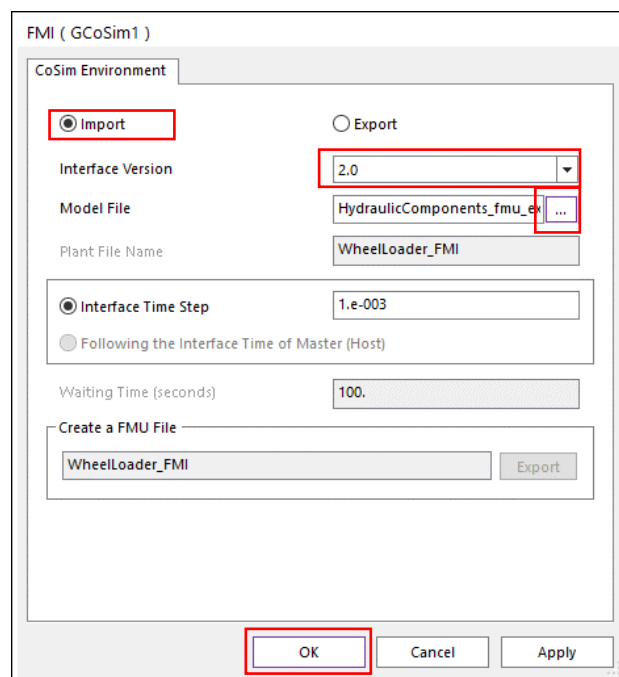 FMI ( GCoSim1 )
CoSim Environment
Import Export
Interface Version 2.0
Model File HydraulicComponents_fmu_ex ...
Plant File Name WheelLoader_FMI
Interface Time Step 1.e-003
Following the Interface Time of Master (Host)
Waiting Time (seconds) 100.
Create a FMU File
WheelLoader_FMI Export
OK Cancel Apply